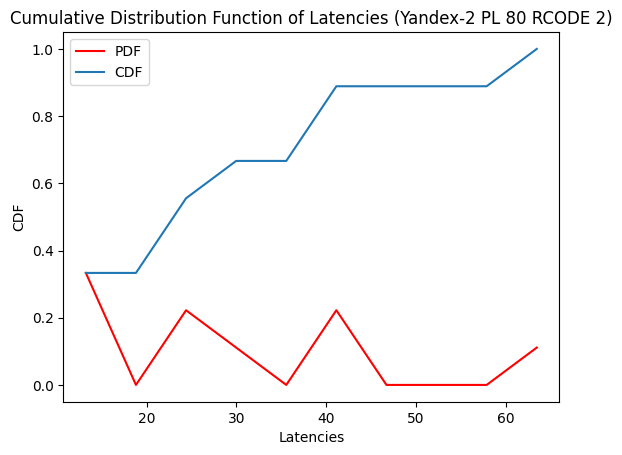 Cumulative Distribution Function of Latencies (Yandex-2 PL 80 RCODE 2)
PDF
CDF
1.0
0.8
0.6
0.4
0.2
0.0
CDF
20
30
40
50
60
Latencies